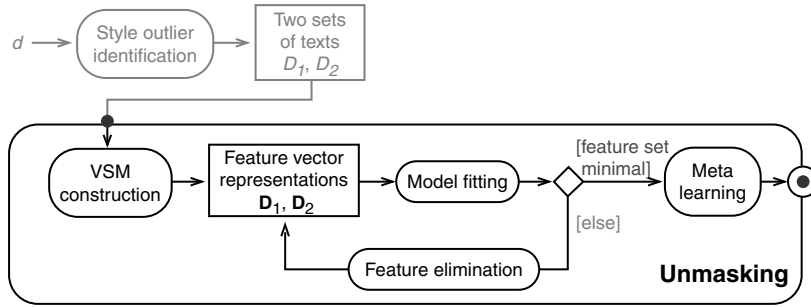 d
Style outlier
identification
Two sets
of texts
D1, D2
VSM
construction
Feature vector
representations
D1, D2
Model fitting
[feature set
minimal]
Meta
learning
[else]
Feature elimination
Unmasking